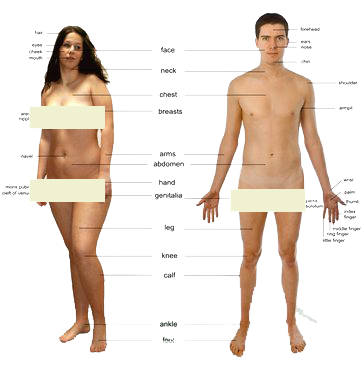 hair
eyes
cheek
mouth
navel
face
neck
chest
breasts
arms
abdomen
hand
genitalia
leg
knee
calf
ankle
foot
forehead
ears
nose
chin
shoulder
armpit
wrist
palm
thumb
index
finger
middle finger
ring finger
little finger